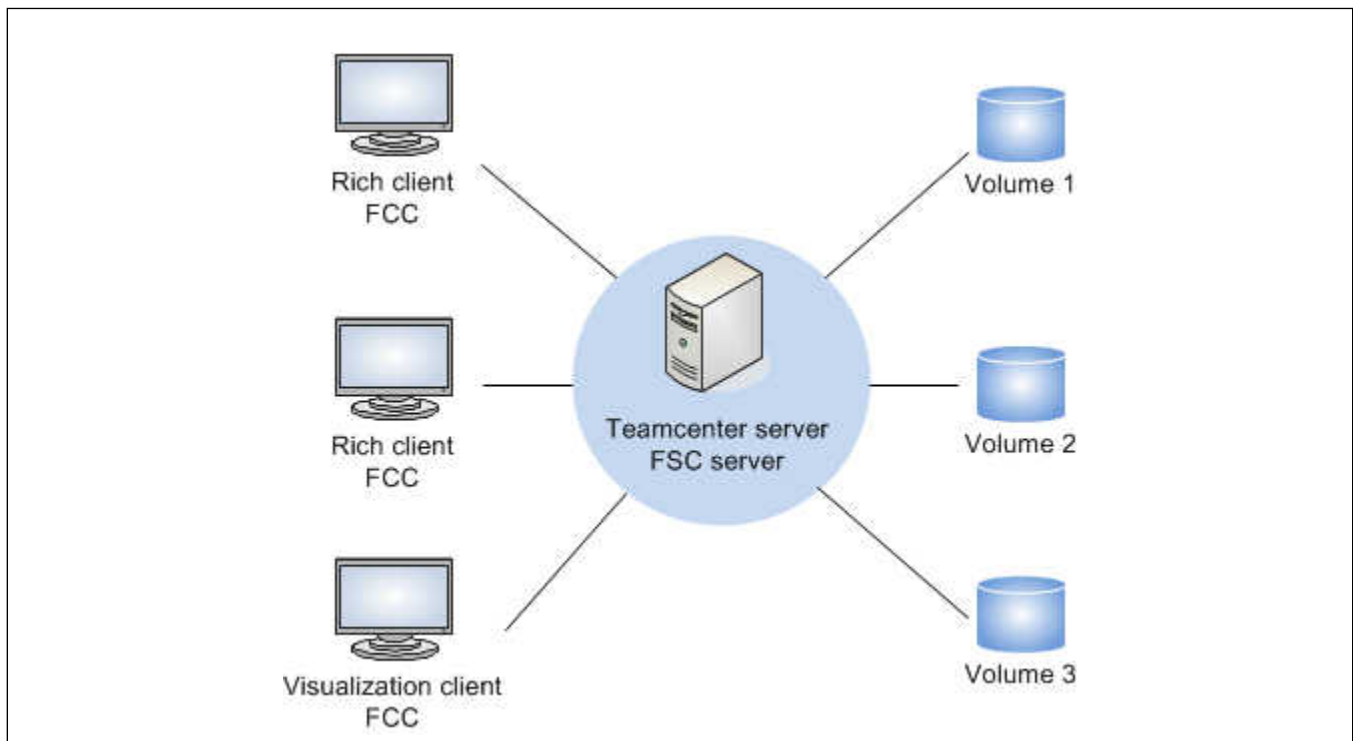 Rich client
FCC
Volume 1
Rich client
FCC
Teamcenter server
FSC server
Volume 2
Visualization client
FCC
Volume 3